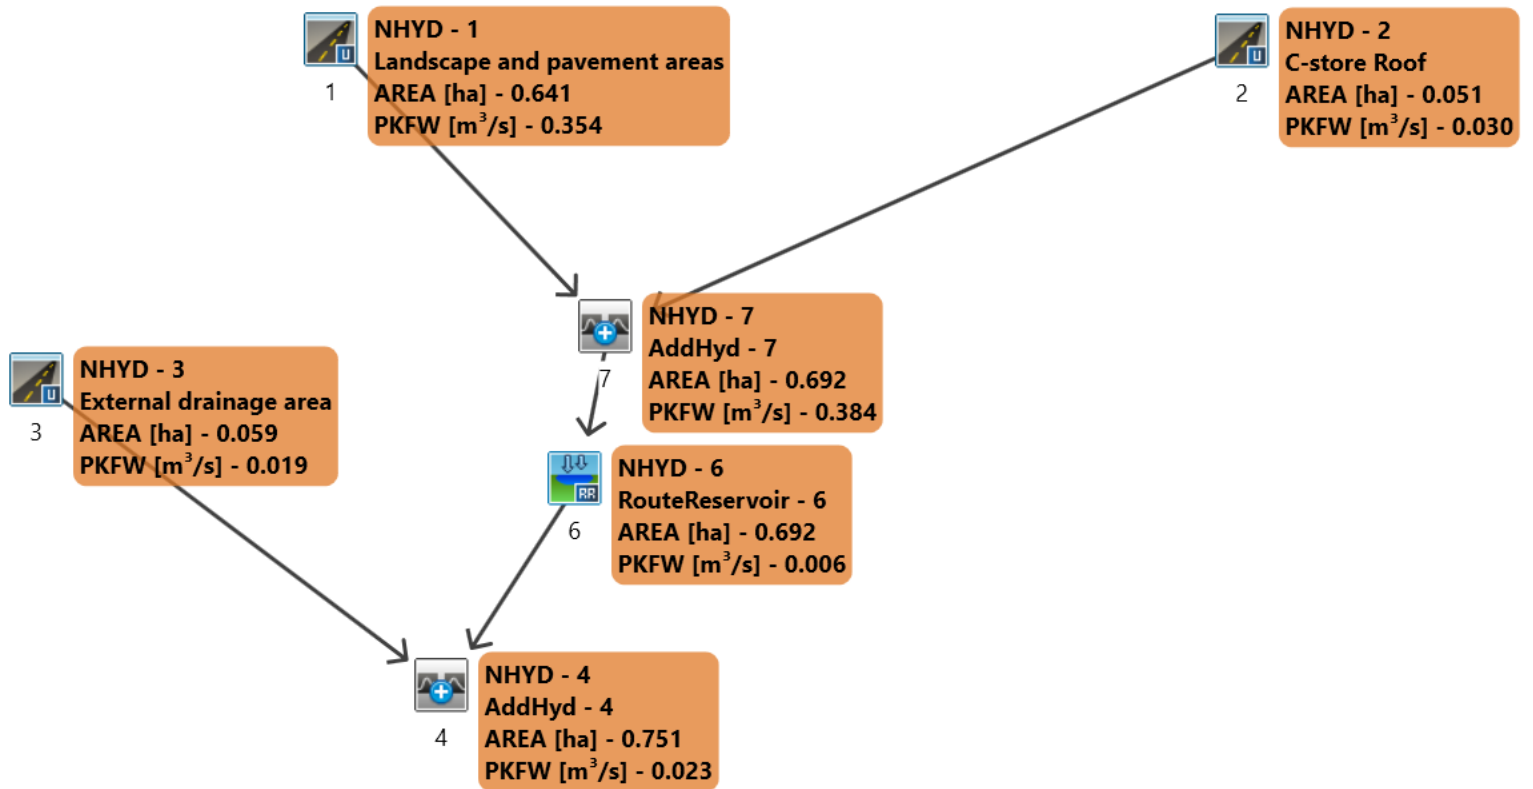 NHYD - 1
Landscape and pavement areas
AREA [ha] - 0.641
PKFW [m³/s] - 0.354
U
1
NHYD - 2
C-store Roof
AREA [ha] - 0.051
PKFW [m³/s] - 0.030
U
2
NHYD - 7
AddHyd - 7
AREA [ha] - 0.692
PKFW [m³/s] - 0.384
7
NHYD - 3
External drainage area
AREA [ha] - 0.059
PKFW [m³/s] - 0.019
U
3
NHYD - 6
RouteReservoir - 6
AREA [ha] - 0.692
PKFW [m³/s] - 0.006
RR
6
NHYD - 4
AddHyd - 4
AREA [ha] - 0.751
PKFW [m³/s] - 0.023
4